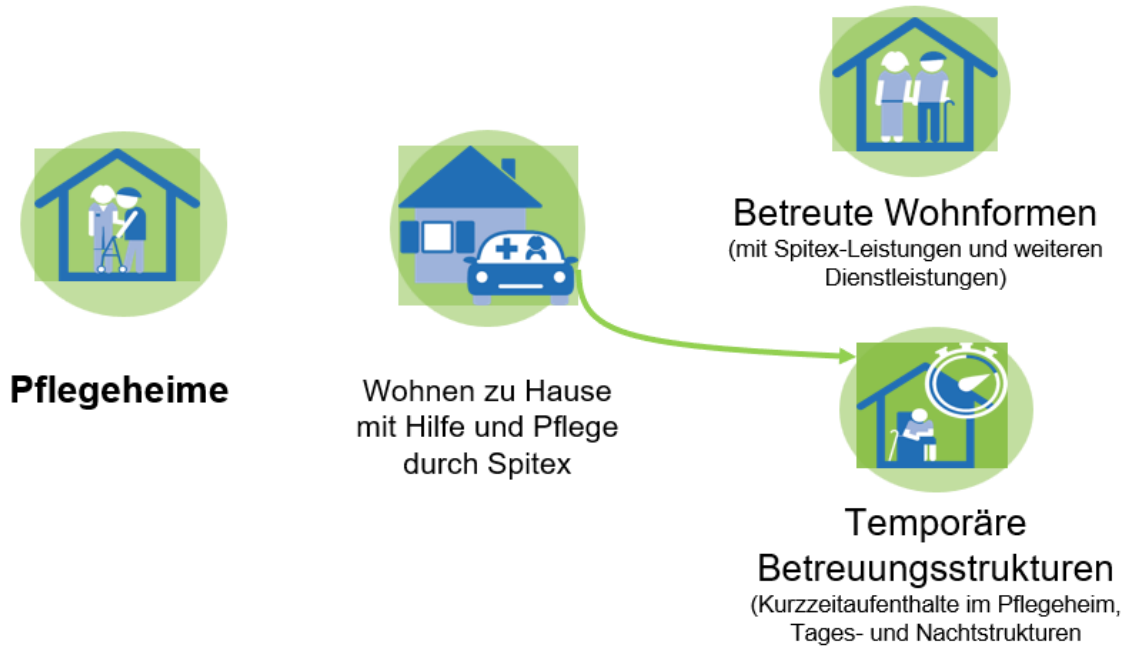 Pflegeheime
Wohnen zu Hause
mit Hilfe und Pflege
durch Spitex
Betreute Wohnformen
(mit Spitex-Leistungen und weiteren
Dienstleistungen)
Temporäre
Betreuungsstrukturen
(Kurzzeitaufenthalte im Pflegeheim,
Tages- und Nachtstrukturen